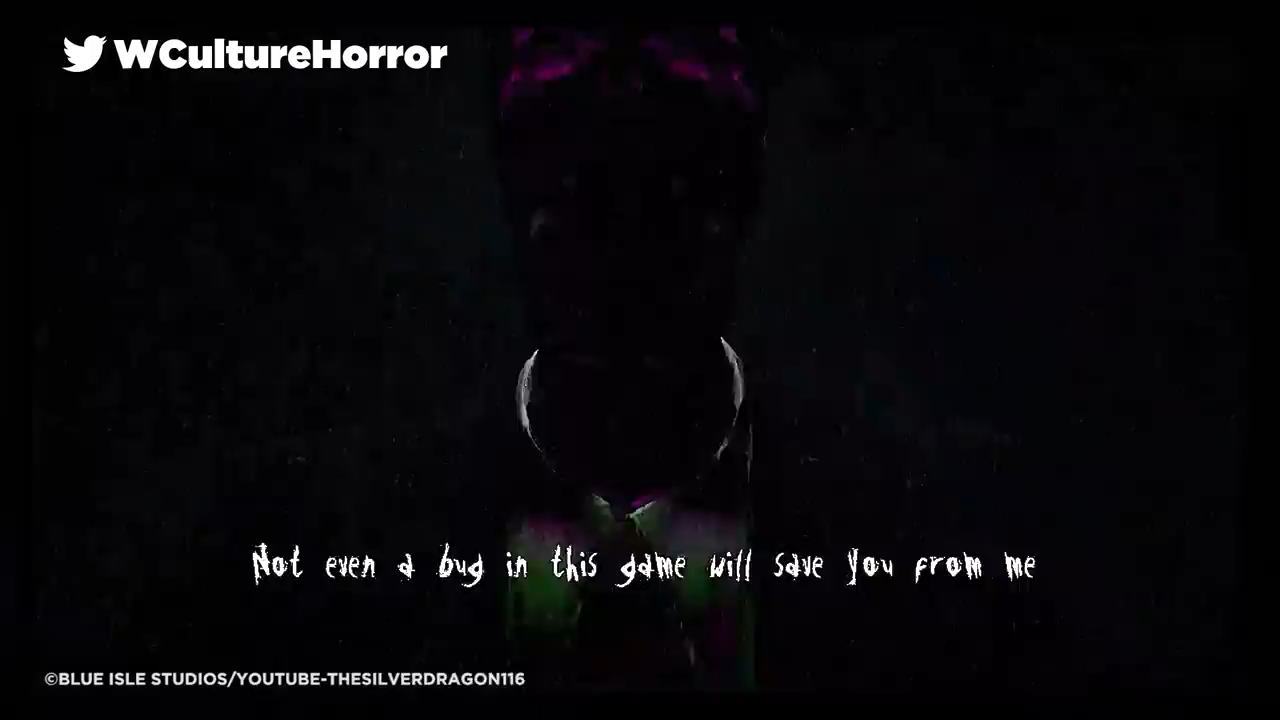 WCultureHorror
Not even a bug in this game will save you from me
©BLUE ISLE STUDIOS/YOUTUBE-THESILVERDRAGON116